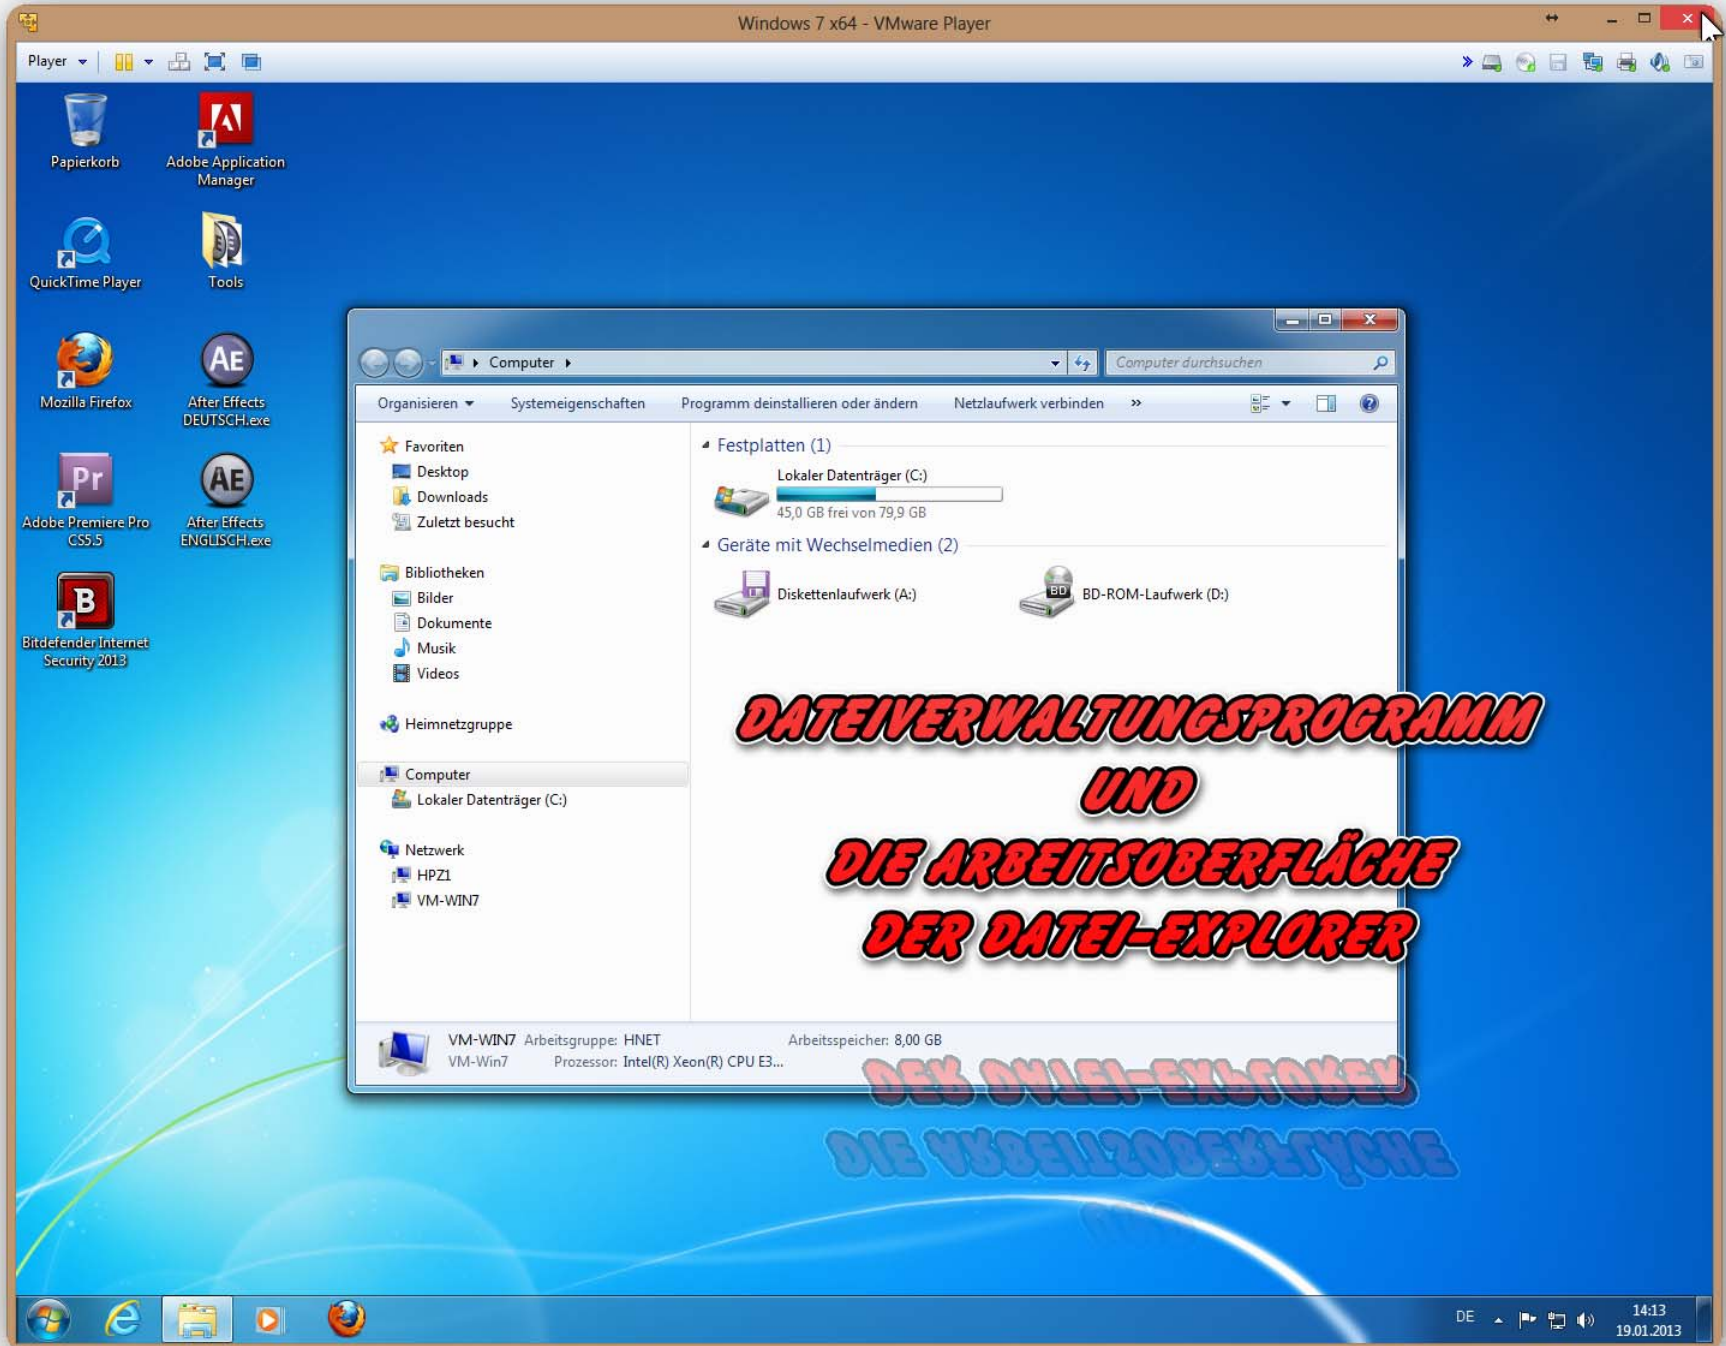 Windows 7 x64 - VMware Player
Player
Papierkorb
Adobe Application
Manager
QuickTime Player
Tools
Mozilla Firefox
After Effects
DEUTSCH.exe
Adobe Premiere Pro
CS5.5
After Effects
ENGLISCH.exe
Bitdefender Internet
Security 2013
Computer
Computer durchsuchen
Organisieren
Systemeigenschaften
Programm deinstallieren oder ändern
Netzlaufwerk verbinden
»
Favoriten
Desktop
Downloads
Zuletzt besucht
Bibliotheken
Bilder
Dokumente
Musik
Videos
Heimnetzgruppe
Computer
Lokaler Datenträger (C:)
Netzwerk
HPZ1
VM-WIN7
Festplatten (1)
Lokaler Datenträger (C:)
45,0 GB frei von 79,9 GB
Geräte mit Wechselmedien (2)
Diskettenlaufwerk (A:)
BD-ROM-Laufwerk (D:)
DATEIVERWALTUNGSPROGRAMM
UND
DIE ARBEITSOBERFLÄCHE
DER DATEI-EXPLORER
VM-WIN7 Arbeitsgruppe: HNET Arbeitsspeicher: 8,00 GB
VM-Win7 Prozessor: Intel(R) Xeon(R) CPU E3...
DE
14:13
19.01.2013